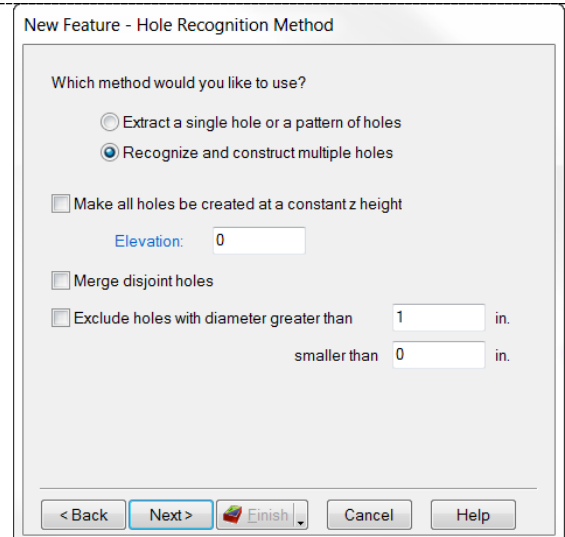 New Feature - Hole Recognition Method
Which method would you like to use?
Extract a single hole or a pattern of holes
Recognize and construct multiple holes
Make all holes be created at a constant z height
Elevation: 0
Merge disjoint holes
Exclude holes with diameter greater than 1 in.
smaller than 0 in.
< Back Next > Finish Cancel Help